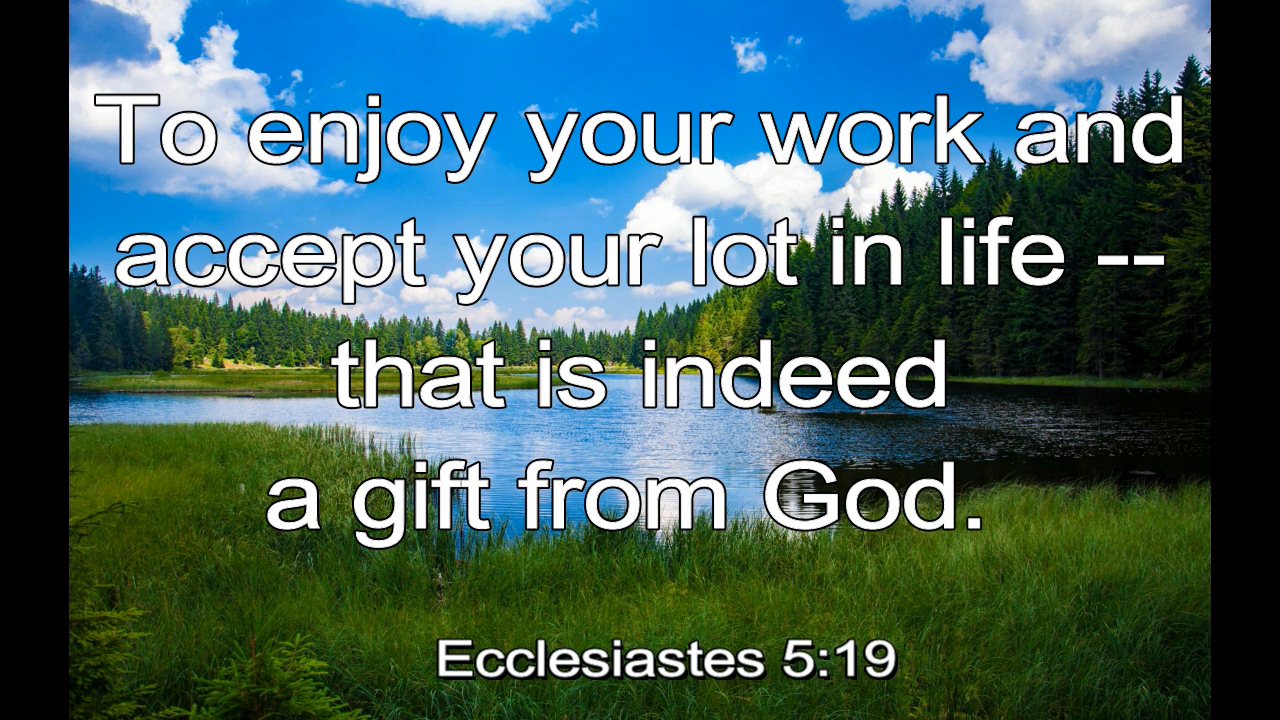 To enjoy your work and
accept your lot in life --
that is indeed
a gift from God.
Ecclesiastes 5:19